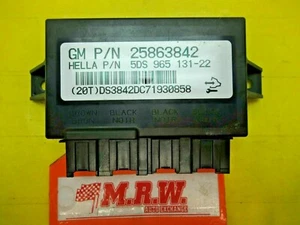 GM P/N 25863842
HELLA P/N 5DS 965 131-22
(20T)DS3842DC71930858
M.R.W.